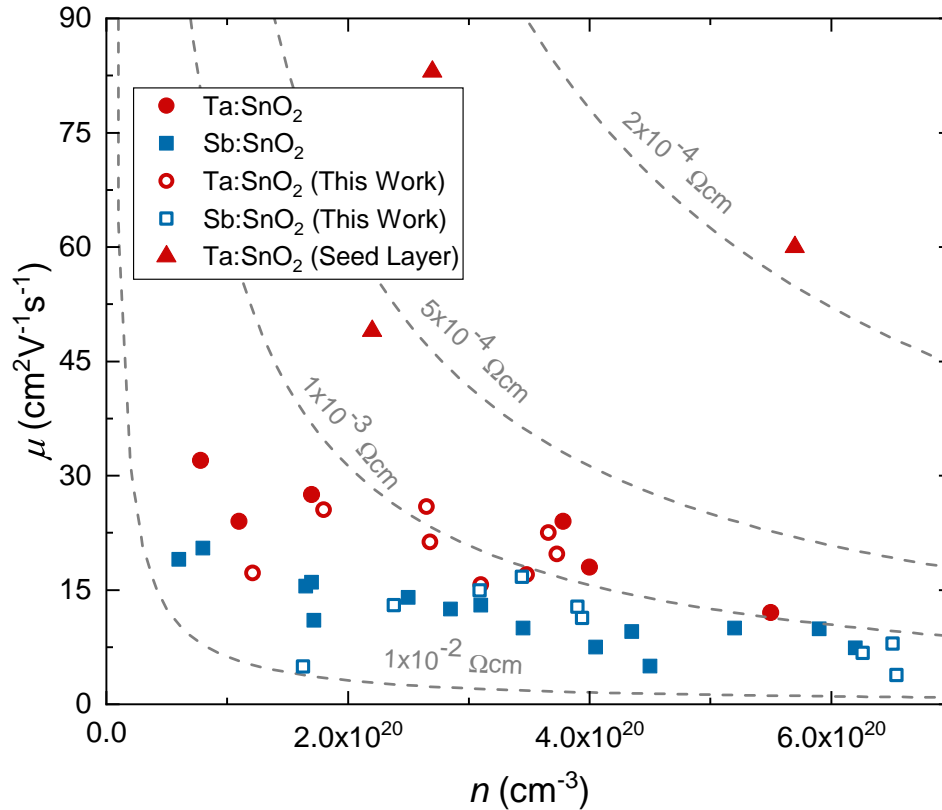 90
75
60
45
30
15
0
0.0
2.0x10²⁰
4.0x10²⁰
6.0x10²⁰
μ (cm²V⁻¹s⁻¹)
n (cm⁻³)
Ta:SnO₂
Sb:SnO₂
Ta:SnO₂ (This Work)
Sb:SnO₂ (This Work)
Ta:SnO₂ (Seed Layer)
2x10⁻⁴ Ωcm
5x10⁻⁴ Ωcm
1x10⁻³ Ωcm
1x10⁻² Ωcm